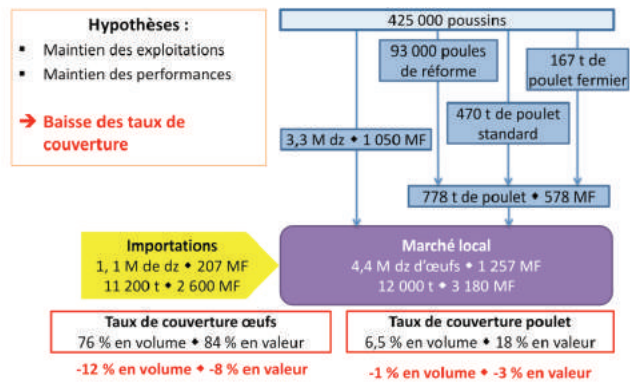 Hypothèses :
▪ Maintien des exploitations
▪ Maintien des performances
➔ Baisse des taux de
couverture
425 000 poussins
93 000 poules
de réforme
167 t de
poulet fermier
470 t de poulet
standard
3,3 M dz ◆ 1 050 MF
778 t de poulet ◆ 578 MF
Importations
1, 1 M de dz ◆ 207 MF
11 200 t ◆ 2 600 MF
Marché local
4,4 M dz d'œufs ◆ 1 257 MF
12 000 t ◆ 3 180 MF
Taux de couverture œufs
76 % en volume ◆ 84 % en valeur
-12 % en volume ◆ -8 % en valeur
Taux de couverture poulet
6,5 % en volume ◆ 18 % en valeur
-1 % en volume ◆ -3 % en valeur